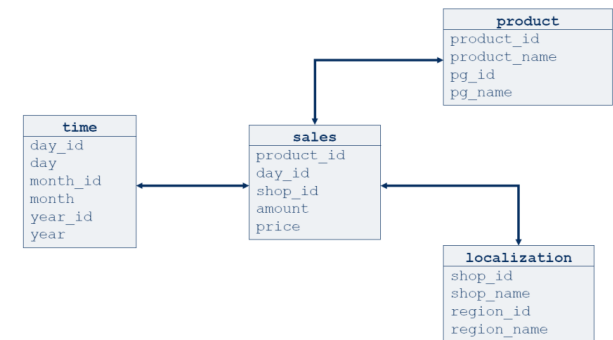 product
product_id
product_name
pg_id
pg_name
time
day_id
day
month_id
month
year_id
year
sales
product_id
day_id
shop_id
amount
price
localization
shop_id
shop_name
region_id
region_name